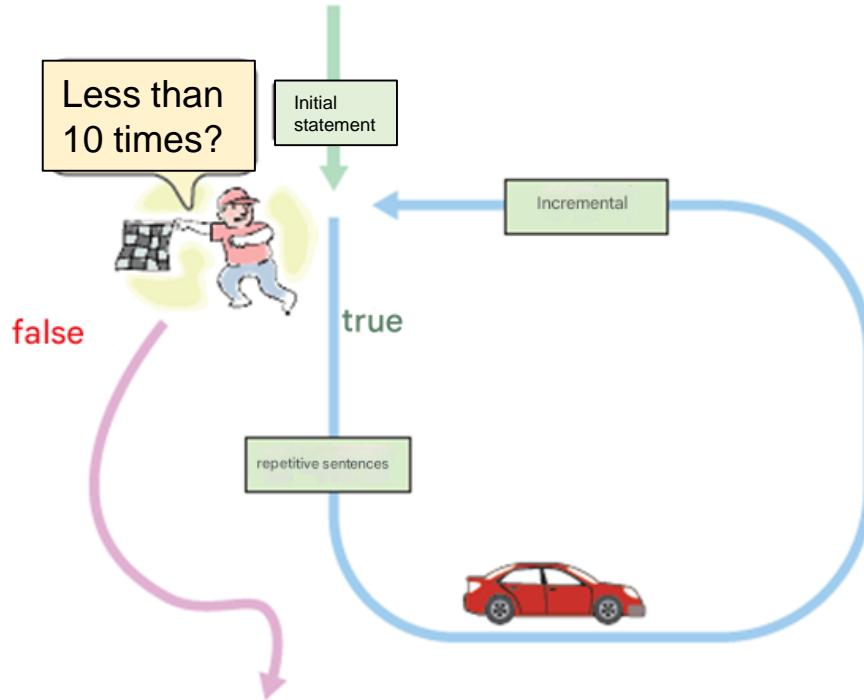 Less than
10 times?
Initial
statement
Incremental
false
true
repetitive sentences